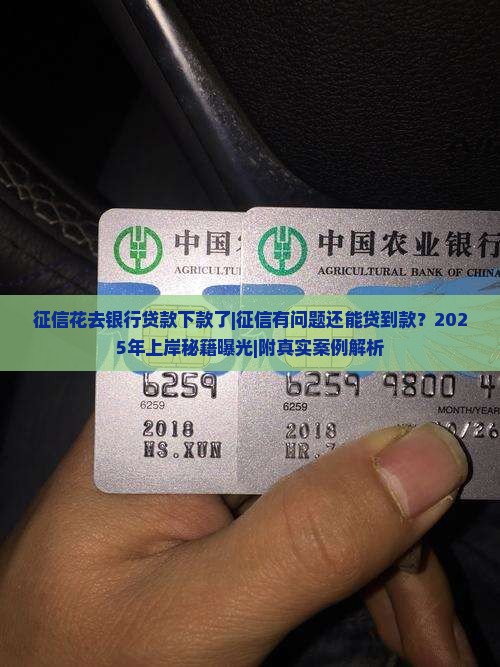 中国 中国农业银行
AGRICULTU AGRICULTURAL BANK OF CHINA
征信花去银行贷款下款了|征信有问题还能贷到款？202
5年上岸秘籍曝光|附真实案例解析
6259 6259 9800 4
6259 6259 MONTH/YEAR
2018 2018 0/26
MS.XUN MR.